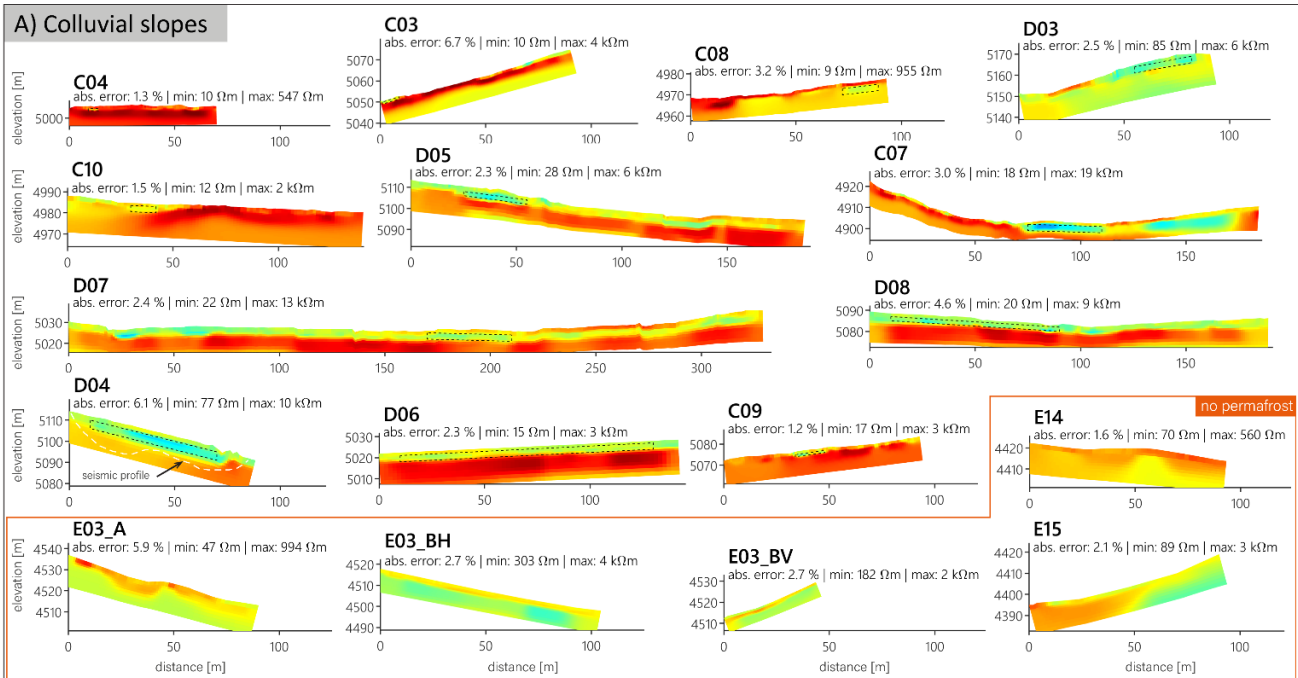 A) Colluvial slopes
C04
abs. error: 1.3 % | min: 10 Ωm | max: 547 Ωm
elevation [m]
5000
0 50 100
C03
abs. error: 6.7 % | min: 10 Ωm | max: 4 kΩm
5070
5060
5050
5040
0 50 100
C08
abs. error: 3.2 % | min: 9 Ωm | max: 955 Ωm
4980
4970
4960
0 50 100
D03
abs. error: 2.5 % | min: 85 Ωm | max: 6 kΩm
5170
5160
5150
5140
0 50 100
C10
abs. error: 1.5 % | min: 12 Ωm | max: 2 kΩm
elevation [m]
4990
4980
4970
0 50 100
D05
abs. error: 2.3 % | min: 28 Ωm | max: 6 kΩm
5110
5100
5090
0 50 100 150
C07
abs. error: 3.0 % | min: 18 Ωm | max: 19 kΩm
4920
4910
4900
0 50 100 150
D07
abs. error: 2.4 % | min: 22 Ωm | max: 13 kΩm
elevation [m]
5030
5020
0 50 100 150 200 250 300
D08
abs. error: 4.6 % | min: 20 Ωm | max: 9 kΩm
5090
5080
0 50 100 150
D04
abs. error: 6.1 % | min: 77 Ωm | max: 10 kΩm
elevation [m]
5110
5100
5090
5080
seismic profile
0 50 100
D06
abs. error: 2.3 % | min: 15 Ωm | max: 3 kΩm
5030
5020
5010
0 50 100
C09
abs. error: 1.2 % | min: 17 Ωm | max: 3 kΩm
5080
5070
0 50 100
no permafrost
E14
abs. error: 1.6 % | min: 70 Ωm | max: 560 Ωm
4420
4410
0 50 100
E03_A
abs. error: 5.9 % | min: 47 Ωm | max: 994 Ωm
elevation [m]
4540
4530
4520
4510
0 50 100
distance [m]
E03_BH
abs. error: 2.7 % | min: 303 Ωm | max: 4 kΩm
4520
4510
4500
4490
0 50 100
distance [m]
E03_BV
abs. error: 2.7 % | min: 182 Ωm | max: 2 kΩm
4530
4520
4510
0 50 100
distance [m]
E15
abs. error: 2.1 % | min: 89 Ωm | max: 3 kΩm
4420
4400
4390
0 50 100
distance [m]